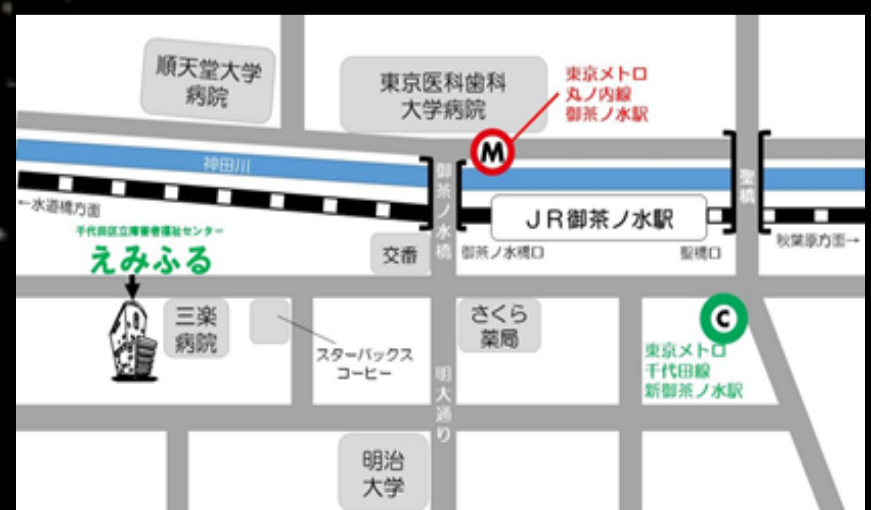 順天堂大学
病院
東京医科歯科
大学病院
東京メトロ
丸ノ内線
御茶ノ水駅
M
神田川
御茶ノ水橋
聖橋
←水道橋方面
JR御茶ノ水駅
千代田区立障害者福祉センター
えみふる
交番
御茶ノ水橋口
聖橋口
秋葉原方面→
三楽
病院
スターバックス
コーヒー
さくら
薬局
C
東京メトロ
千代田線
新御茶ノ水駅
明大通り
明治
大学